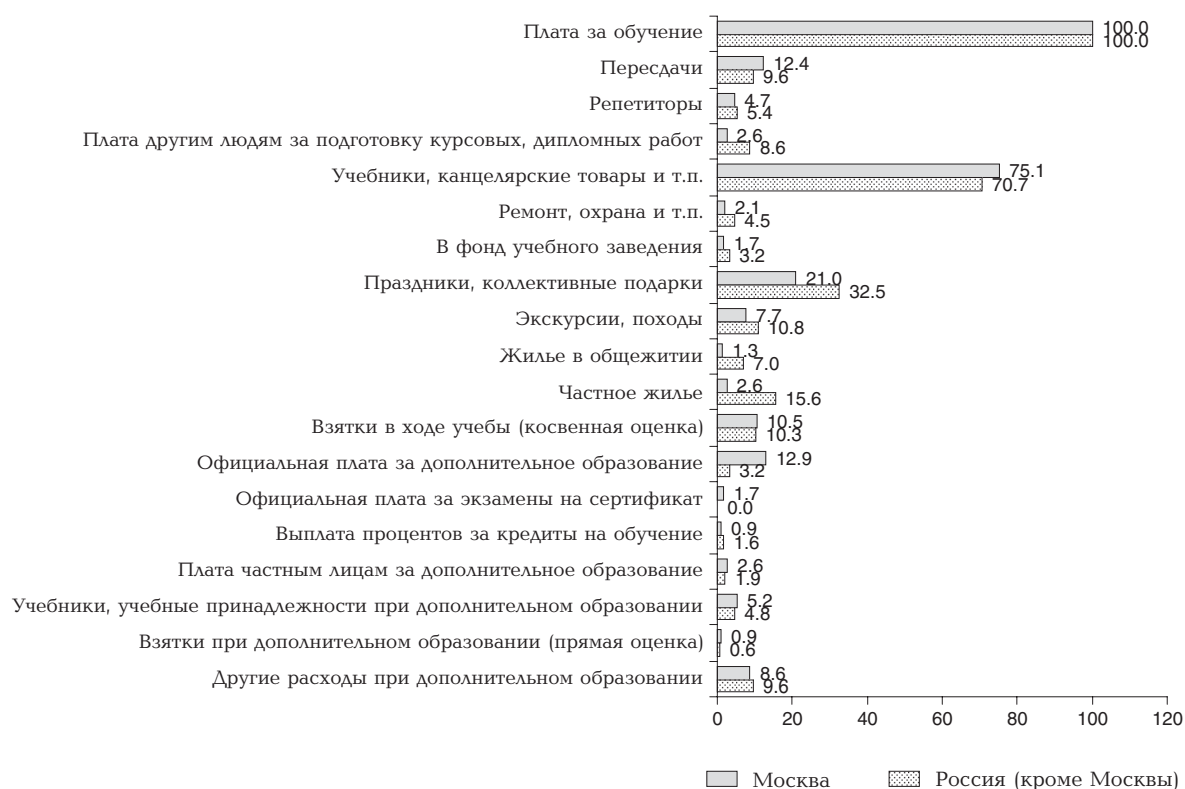 Плата за обучение 100.0
100.0
Пересдачи 12.4
9.6
Репетиторы 4.7
5.4
Плата другим людям за подготовку курсовых, дипломных работ 2.6
8.6
Учебники, канцелярские товары и т.п. 75.1
70.7
Ремонт, охрана и т.п. 2.1
4.5
В фонд учебного заведения 1.7
3.2
Праздники, коллективные подарки 21.0
32.5
Экскурсии, походы 7.7
10.8
Жилье в общежитии 1.3
7.0
Частное жилье 2.6
15.6
Взятки в ходе учебы (косвенная оценка) 10.5
10.3
Официальная плата за дополнительное образование 12.9
3.2
Официальная плата за экзамены на сертификат 1.7
0.0
Выплата процентов за кредиты на обучение 0.9
1.6
Плата частным лицам за дополнительное образование 2.6
1.9
Учебники, учебные принадлежности при дополнительном образовании 5.2
4.8
Взятки при дополнительном образовании (прямая оценка) 0.9
0.6
Другие расходы при дополнительном образовании 8.6
9.6
0 20 40 60 80 100 120
Москва Россия (кроме Москвы)